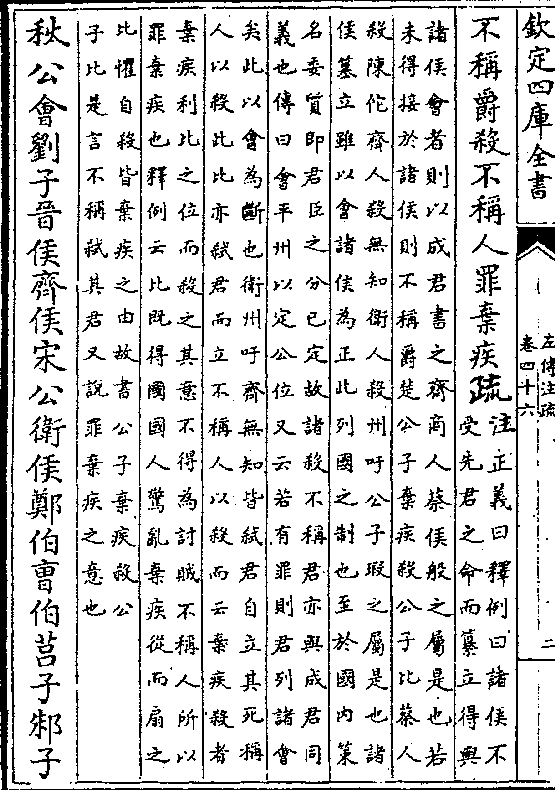 欽定四庫全書
左傳注疏
卷四十六
二
不稱爵殺不稱人罪棄疾疏
注正義曰釋例曰諸侯不
受先君之命而篡立得與
諸侯會者則以成君書之齊商人蔡侯般之屬是也若
未得接於諸侯則不稱爵楚公子棄疾殺公子比蔡人
殺陳佗齊人殺無知衛人殺州吁公子瑕之屬是也諸
侯篡立雖以會諸侯為正此列國之制也至於國内策
名委質即君臣之分已定故諸殺不稱君亦與成君同
義也傳曰會平州以定公位又云若有罪則君列諸會
矣此以會為斷也衛州吁齊無知皆弑君自立其死稱
人以殺比比亦弑君而立不稱人以殺而云棄疾殺者
棄疾利比之位而殺之其意不得為討賊不稱人所以
罪棄疾也釋例云比既得國國人驚亂棄疾從而扇之
比懼自殺皆棄疾之由故書公子棄疾殺公
子比是言不稱弑其君又說罪棄疾之意也
秋公會劉子晉侯齊侯宋公衛侯鄭伯曹伯莒子邾子